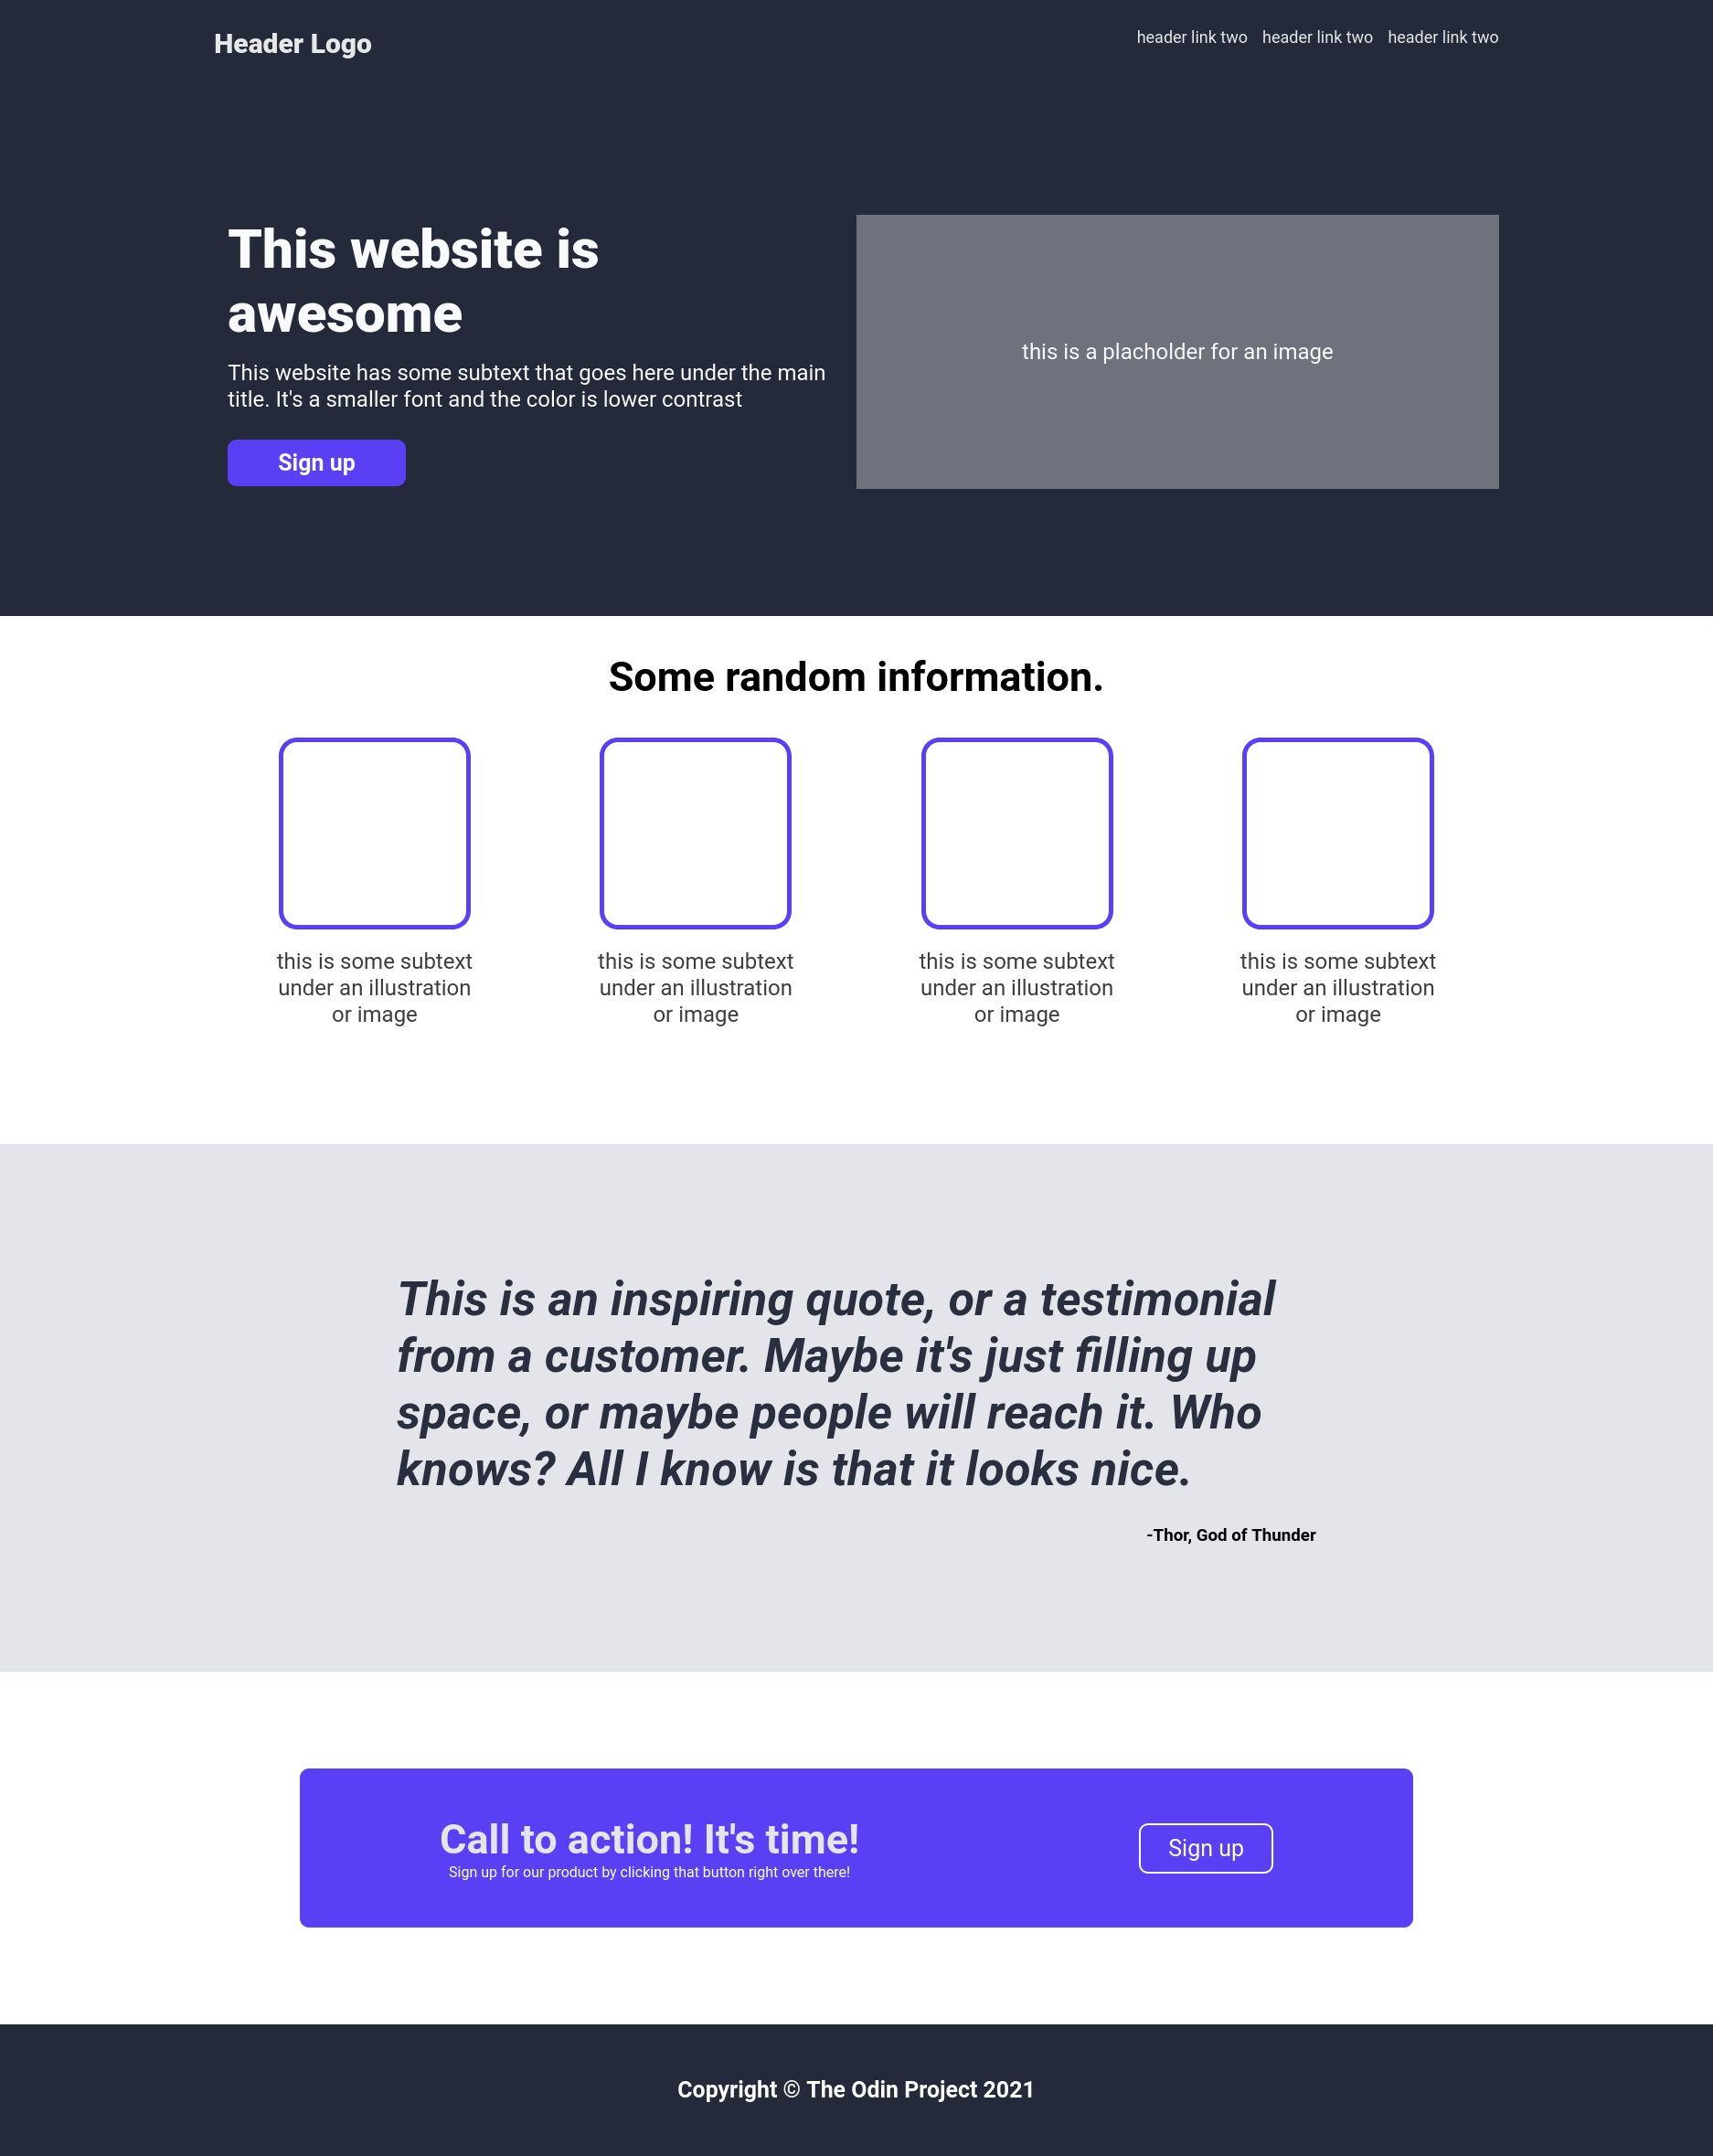 Header Logo
header link two header link two header link two
This website is
awesome
This website has some subtext that goes here under the main
title. It's a smaller font and the color is lower contrast
Sign up
this is a placholder for an image
Some random information.
this is some subtext
under an illustration
or image
this is some subtext
under an illustration
or image
this is some subtext
under an illustration
or image
this is some subtext
under an illustration
or image
This is an inspiring quote, or a testimonial
from a customer. Maybe it's just filling up
space, or maybe people will reach it. Who
knows? All I know is that it looks nice.
-Thor, God of Thunder
Call to action! It's time!
Sign up for our product by clicking that button right over there!
Sign up
Copyright © The Odin Project 2021